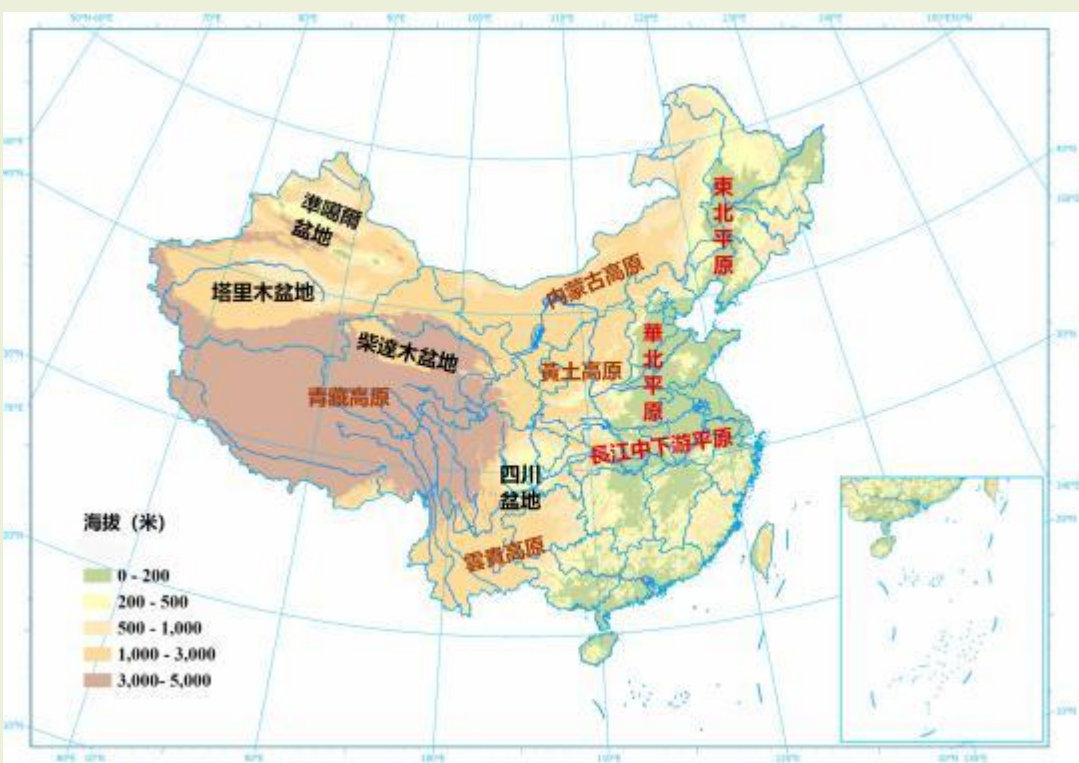 準噶爾
盆地
塔里木盆地
柴達木盆地
青藏高原
內蒙古高原
黃土高原
東北平原
華北平原
長江中下游平原
四川
盆地
雲貴高原
海拔（米）
0 - 200
200 - 500
500 - 1,000
1,000 - 3,000
3,000- 5,000